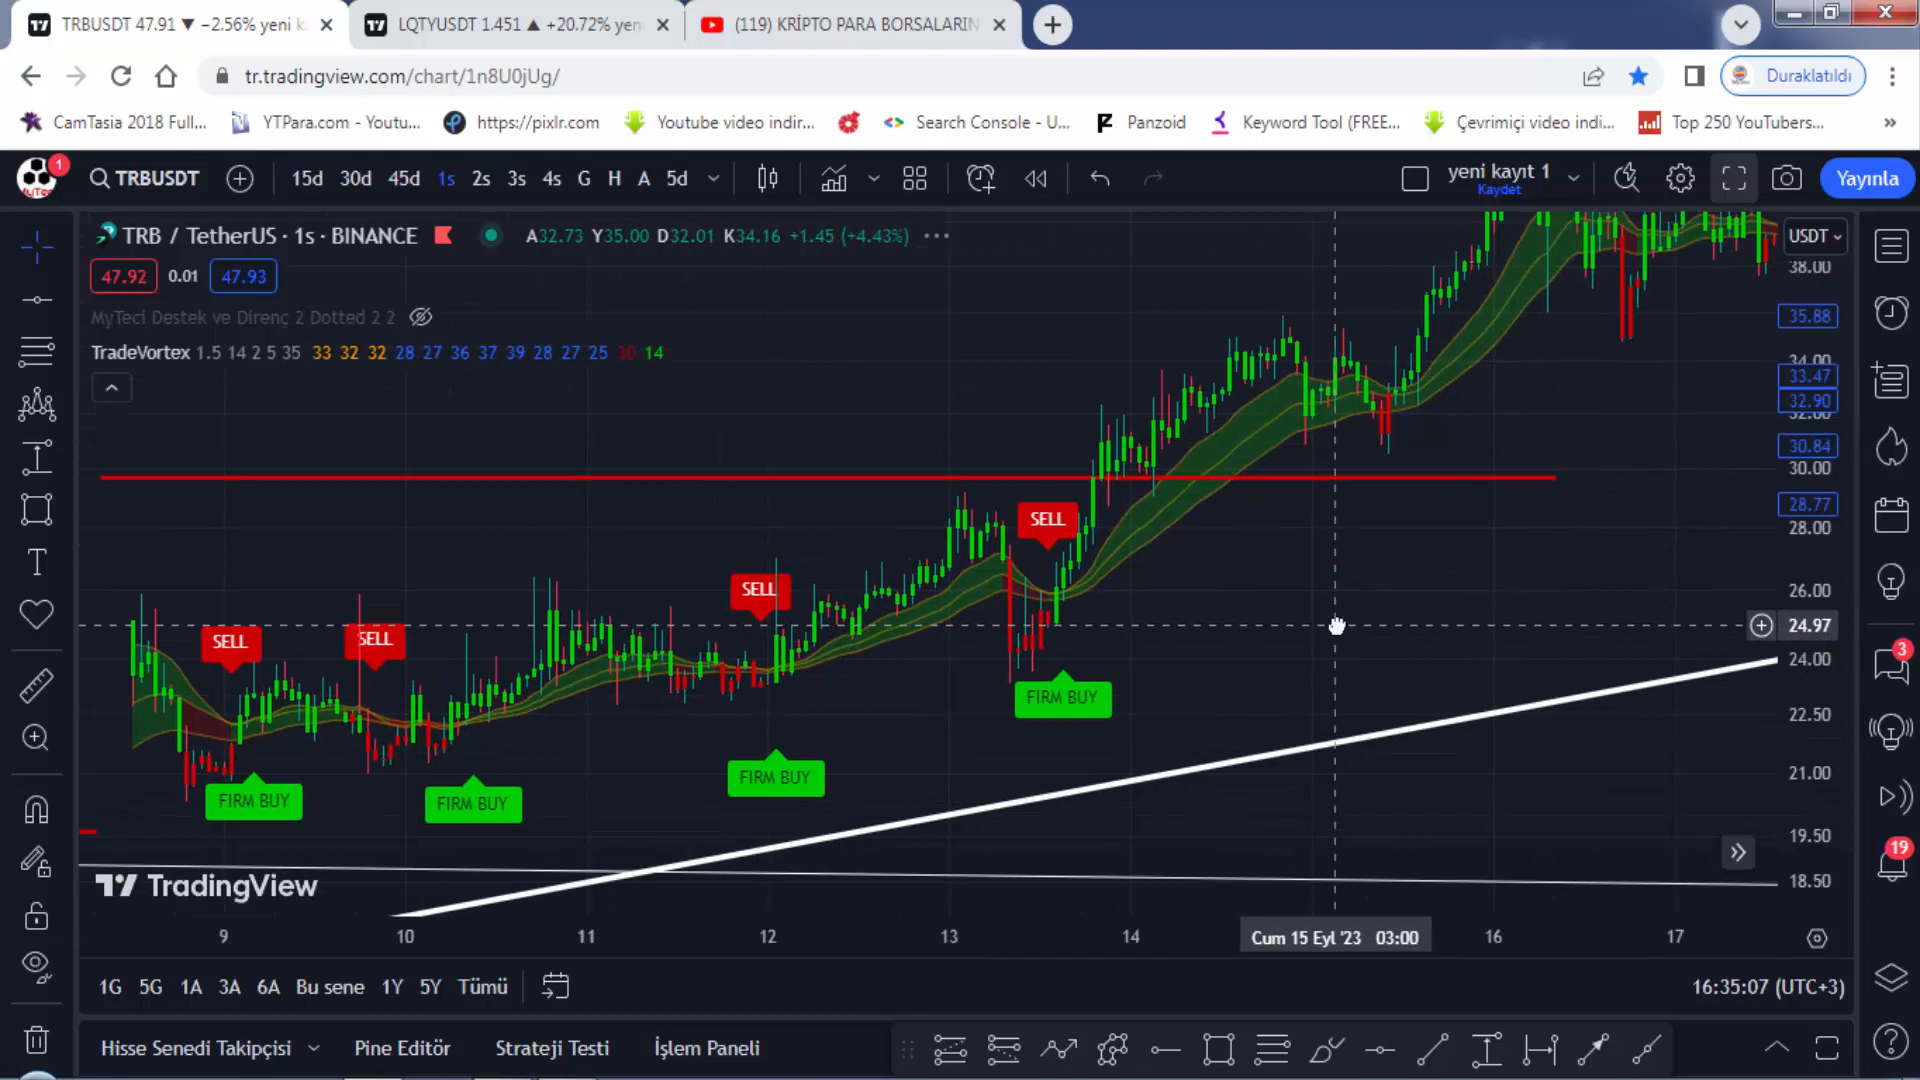 TRBUSDT 47.91 ▼ −2.56% yeni k
LQTYUSDT 1.451 ▲ +20.72% yen
(119) KRİPTO PARA BORSALARIN
tr.tradingview.com/chart/1n8U0jUg/
Duraklatıldı
CamTasia 2018 Full...
YTPara.com - Youtu...
https://pixlr.com
Youtube video indir...
Search Console - U...
Panzoid
Keyword Tool (FREE...
Çevrimiçi video indi...
Top 250 YouTubers...
»
1
TRBUSDT
15d 30d 45d 1s 2s 3s 4s G H A 5d
yeni kayıt 1
Kaydet
Yayınla
TRB / TetherUS · 1s · BINANCE
A32.73 Y35.00 D32.01 K34.16 +1.45 (+4.43%)
USDT
47.92 0.01 47.93
MyTeci Destek ve Direnç 2 Dotted 2 2
TradeVortex 1.5 14 2 5 35 33 32 32 28 27 36 37 39 28 27 25 30 14
38.00
35.88
34.00
33.47
32.90
32.00
30.84
30.00
28.77
28.00
26.00
24.97
24.00
22.50
21.00
19.50
18.50
SELL
SELL
SELL
SELL
FIRM BUY
FIRM BUY
FIRM BUY
FIRM BUY
3
19
TradingView
9 10 11 12 13 14 Cum 15 Eyl '23 03:00 16 17
1G 5G 1A 3A 6A Bu sene 1Y 5Y Tümü
16:35:07 (UTC+3)
Hisse Senedi Takipçisi
Pine Editör
Strateji Testi
İşlem Paneli